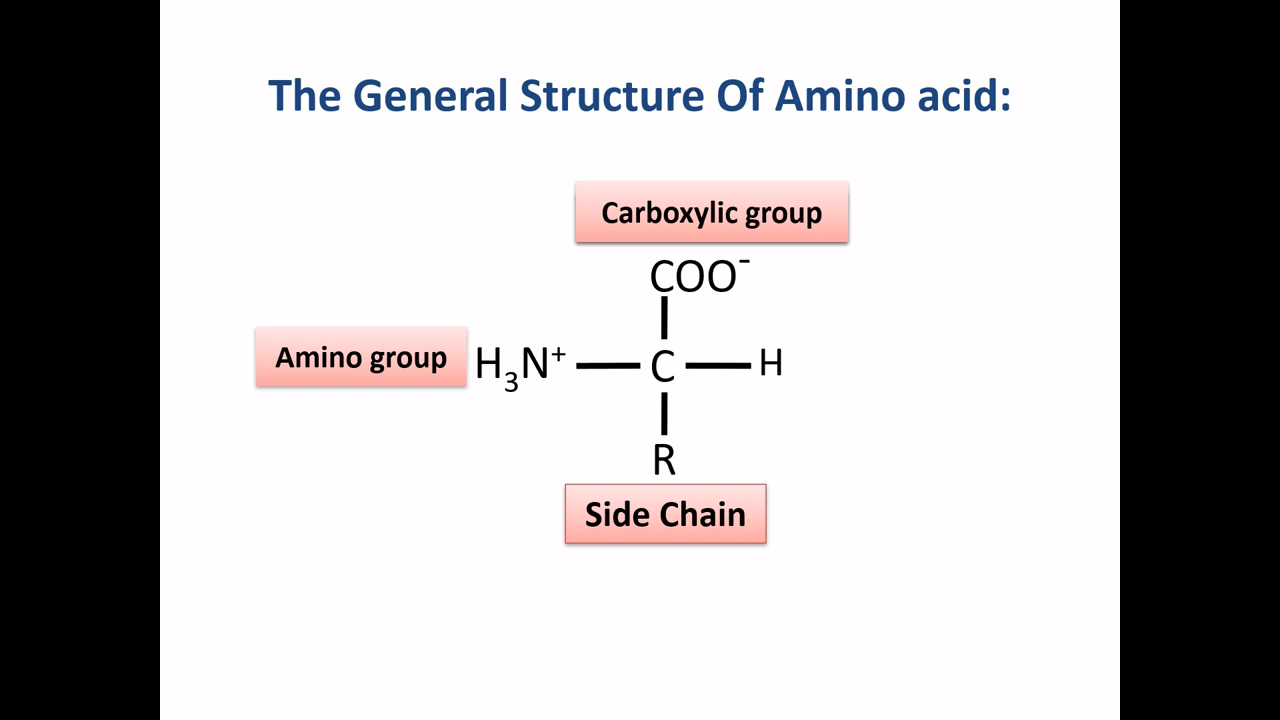 The General Structure Of Amino acid:
Carboxylic group
COO⁻
Amino group H₃N⁺ C H
R
Side Chain